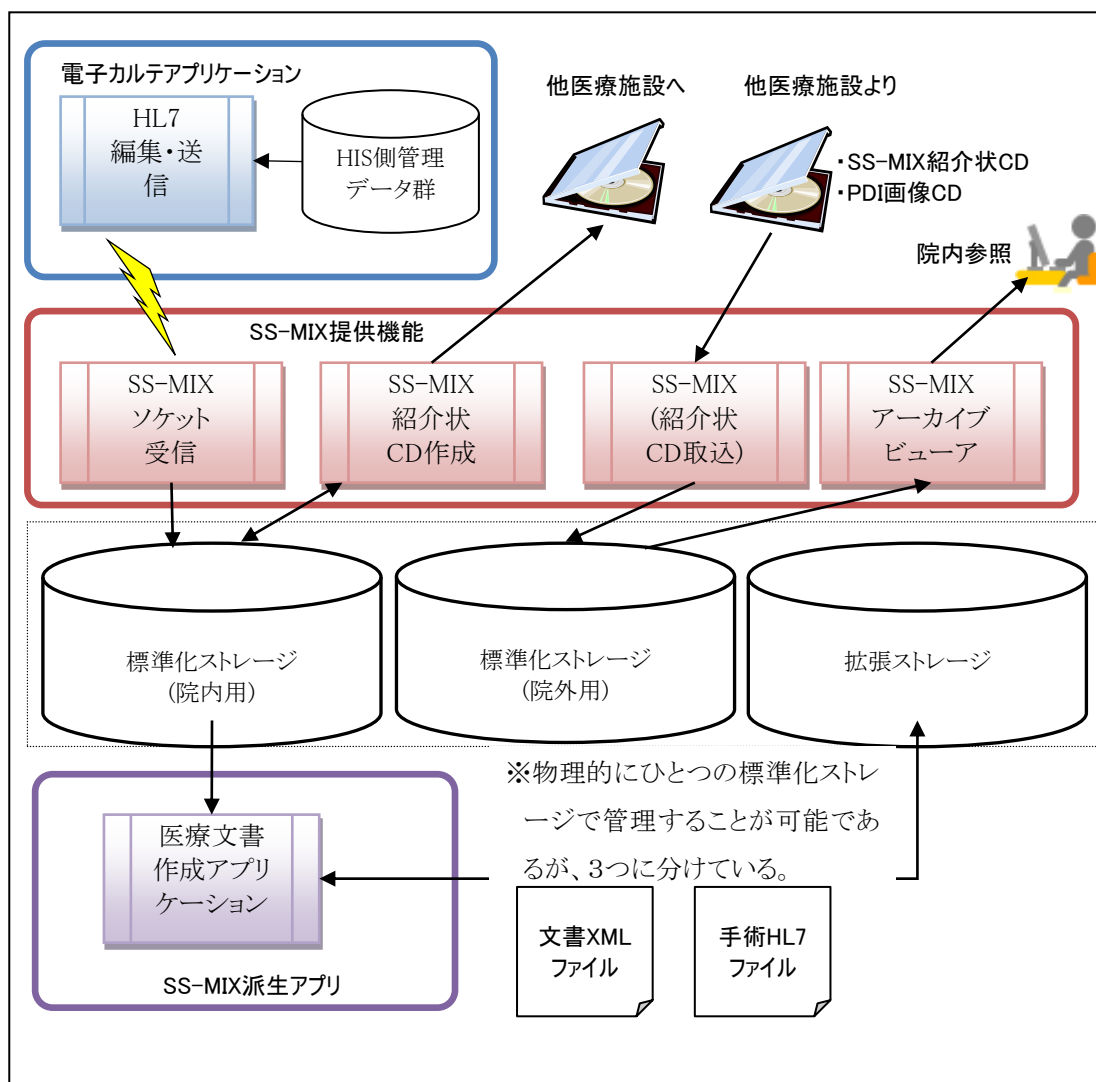 電子カルテアプリケーション
HL7
編集・送
信
HIS側管理
データ群
他医療施設へ
他医療施設より
・SS-MIX紹介状CD
・PDI画像CD
院内参照
SS-MIX提供機能
SS-MIX
ソケット
受信
SS-MIX
紹介状
CD作成
SS-MIX
(紹介状
CD取込)
SS-MIX
アーカイブ
ビューア
標準化ストレージ
(院内用)
標準化ストレージ
(院外用)
拡張ストレージ
※物理的にひとつの標準化ストレ
ージで管理することが可能であ
るが、３つに分けている。
医療文書
作成アプリ
ケーション
SS-MIX派生アプリ
文書XML
ファイル
手術HL7
ファイル